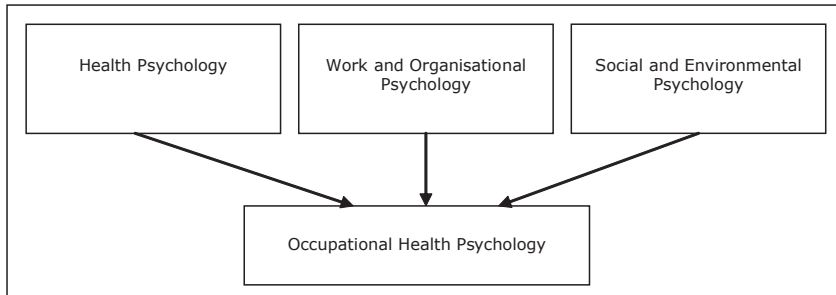 Health Psychology
Work and Organisational
Psychology
Social and Environmental
Psychology
Occupational Health Psychology